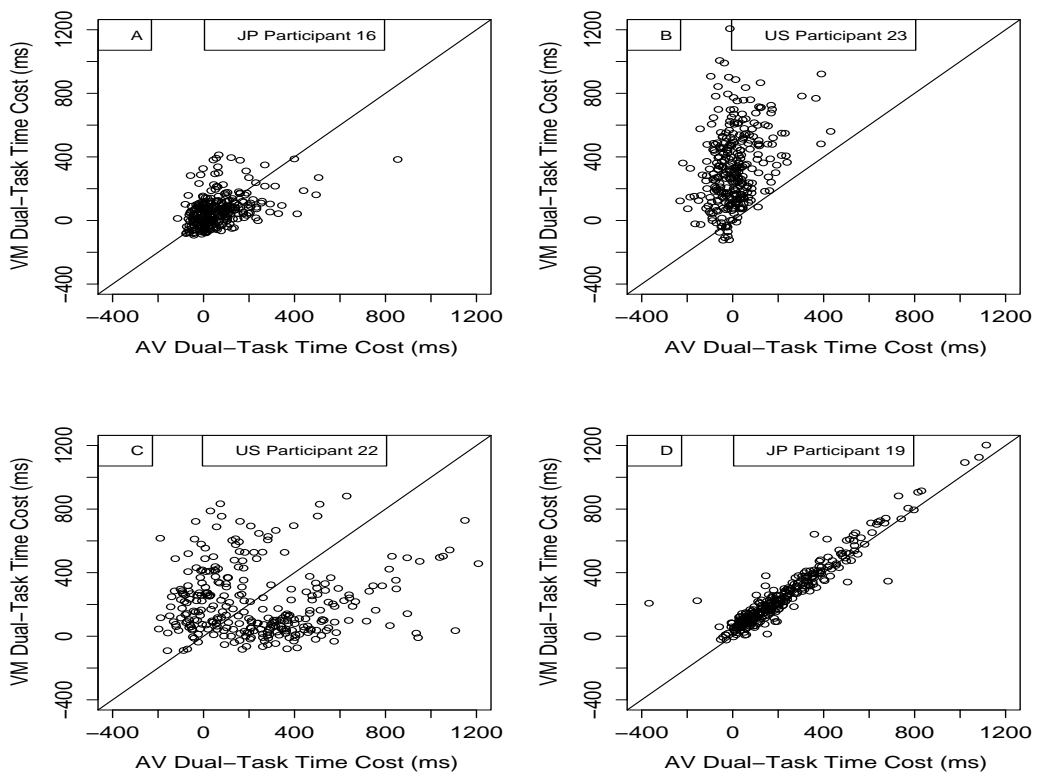 A
JP Participant 16
VM Dual−Task Time Cost (ms)
1200
800
400
0
−400
−400 0 400 800 1200
AV Dual−Task Time Cost (ms)
B
US Participant 23
VM Dual−Task Time Cost (ms)
1200
800
400
0
−400
−400 0 400 800 1200
AV Dual−Task Time Cost (ms)
C
US Participant 22
VM Dual−Task Time Cost (ms)
1200
800
400
0
−400
−400 0 400 800 1200
AV Dual−Task Time Cost (ms)
D
JP Participant 19
VM Dual−Task Time Cost (ms)
1200
800
400
0
−400
−400 0 400 800 1200
AV Dual−Task Time Cost (ms)